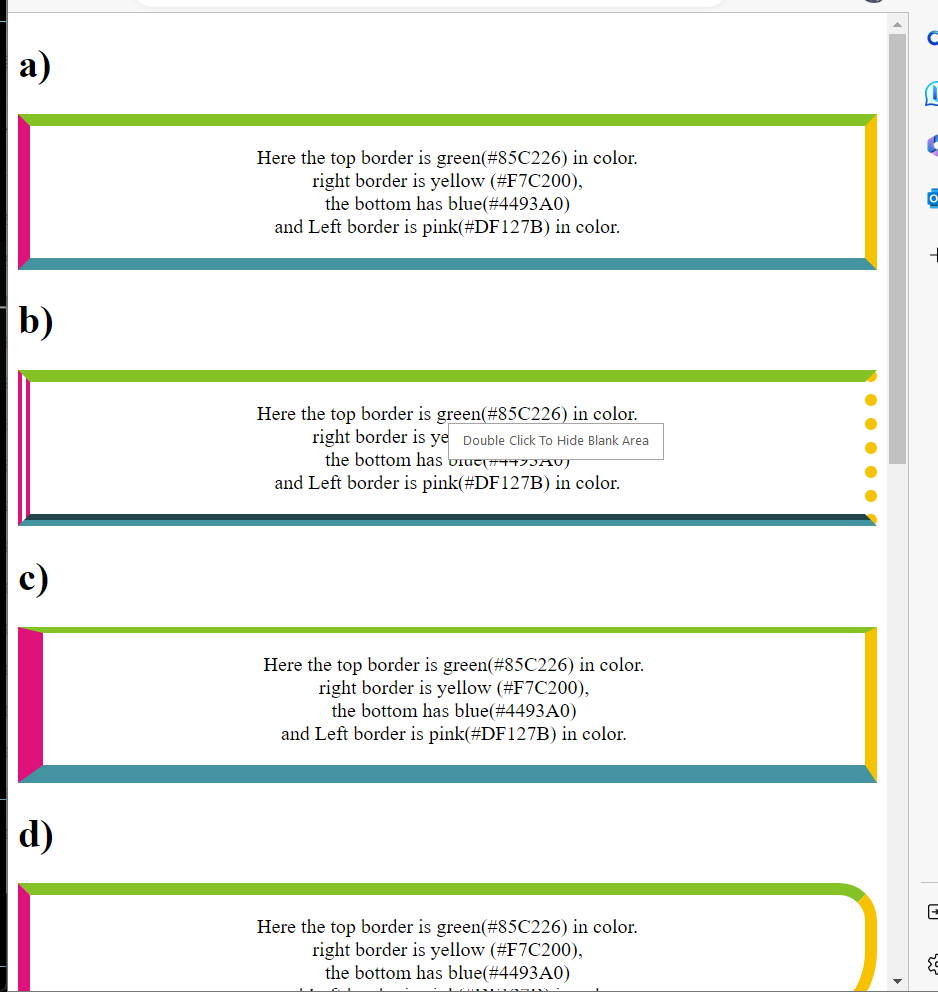 a)
Here the top border is green(#85C226) in color.
right border is yellow (#F7C200),
the bottom has blue(#4493A0)
and Left border is pink(#DF127B) in color.
b)
Here the top border is green(#85C226) in color.
right border is ye
Double Click To Hide Blank Area
the bottom has blue(#4493A0)
and Left border is pink(#DF127B) in color.
c)
Here the top border is green(#85C226) in color.
right border is yellow (#F7C200),
the bottom has blue(#4493A0)
and Left border is pink(#DF127B) in color.
d)
Here the top border is green(#85C226) in color.
right border is yellow (#F7C200),
the bottom has blue(#4493A0)